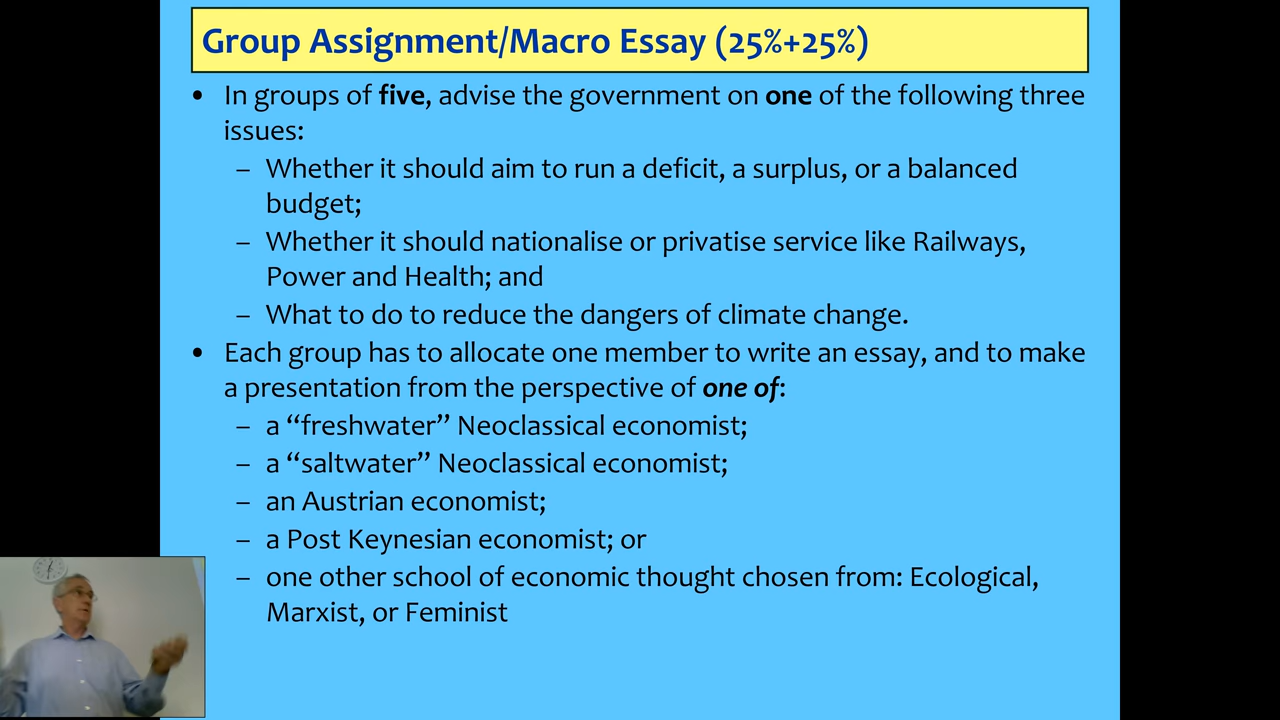 Group Assignment/Macro Essay (25%+25%)
• In groups of five, advise the government on one of the following three
issues:
– Whether it should aim to run a deficit, a surplus, or a balanced
budget;
– Whether it should nationalise or privatise service like Railways,
Power and Health; and
– What to do to reduce the dangers of climate change.
• Each group has to allocate one member to write an essay, and to make
a presentation from the perspective of one of:
– a “freshwater” Neoclassical economist;
– a “saltwater” Neoclassical economist;
– an Austrian economist;
– a Post Keynesian economist; or
– one other school of economic thought chosen from: Ecological,
Marxist, or Feminist